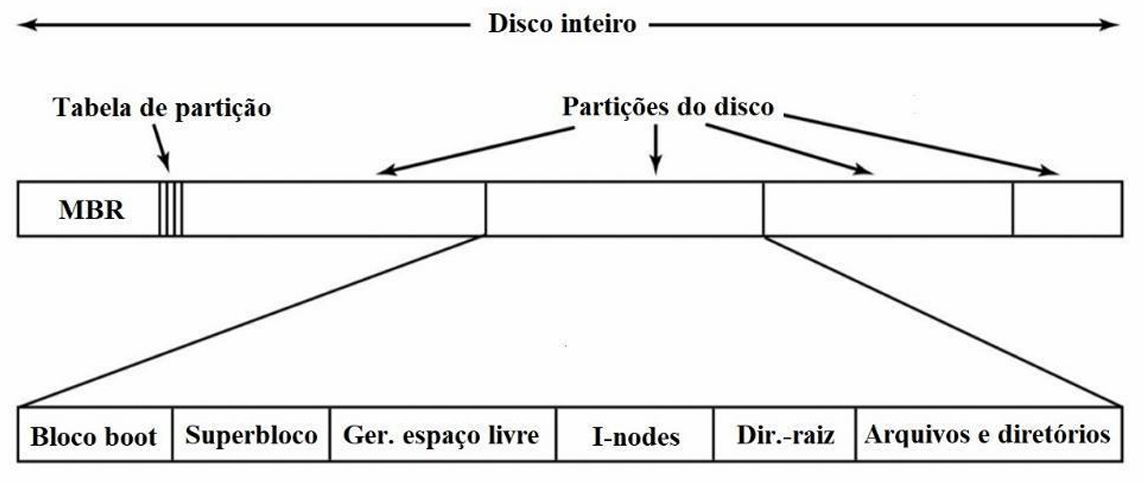 Disco inteiro
Tabela de partição
Partições do disco
MBR
Bloco boot
Superbloco
Ger. espaço livre
I-nodes
Dir.-raiz
Arquivos e diretórios